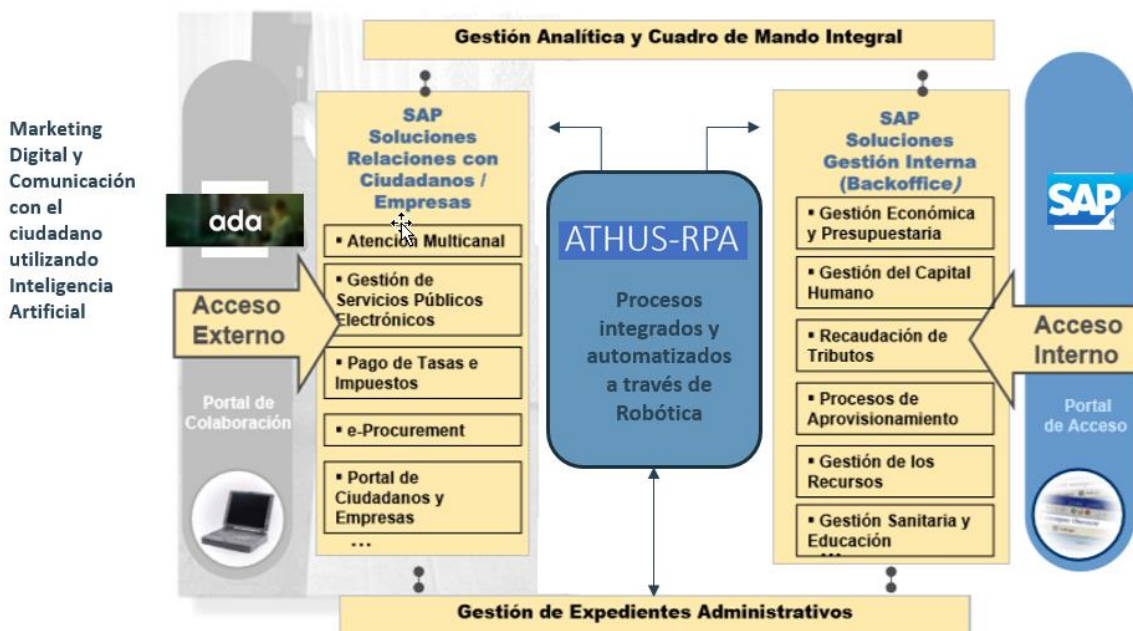 Gestión Analítica y Cuadro de Mando Integral
Marketing
Digital y
Comunicación
con el
ciudadano
utilizando
Inteligencia
Artificial
ada
Acceso
Externo
Portal de
Colaboración
SAP
Soluciones
Relaciones con
Ciudadanos /
Empresas
▪ Atención Multicanal
▪ Gestión de
Servicios Públicos
Electrónicos
▪ Pago de Tasas e
Impuestos
▪ e-Procurement
▪ Portal de
Ciudadanos y
Empresas
...
ATHUS-RPA
Procesos
integrados y
automatizados
a través de
Robótica
SAP
Soluciones
Gestión Interna
(Backoffice)
▪ Gestión Económica
y Presupuestaria
▪ Gestión del Capital
Humano
▪ Recaudación de
Tributos
▪ Procesos de
Aprovisionamiento
▪ Gestión de los
Recursos
▪ Gestión Sanitaria y
Educación
...
SAP
Acceso
Interno
Portal
de Acceso
Gestión de Expedientes Administrativos